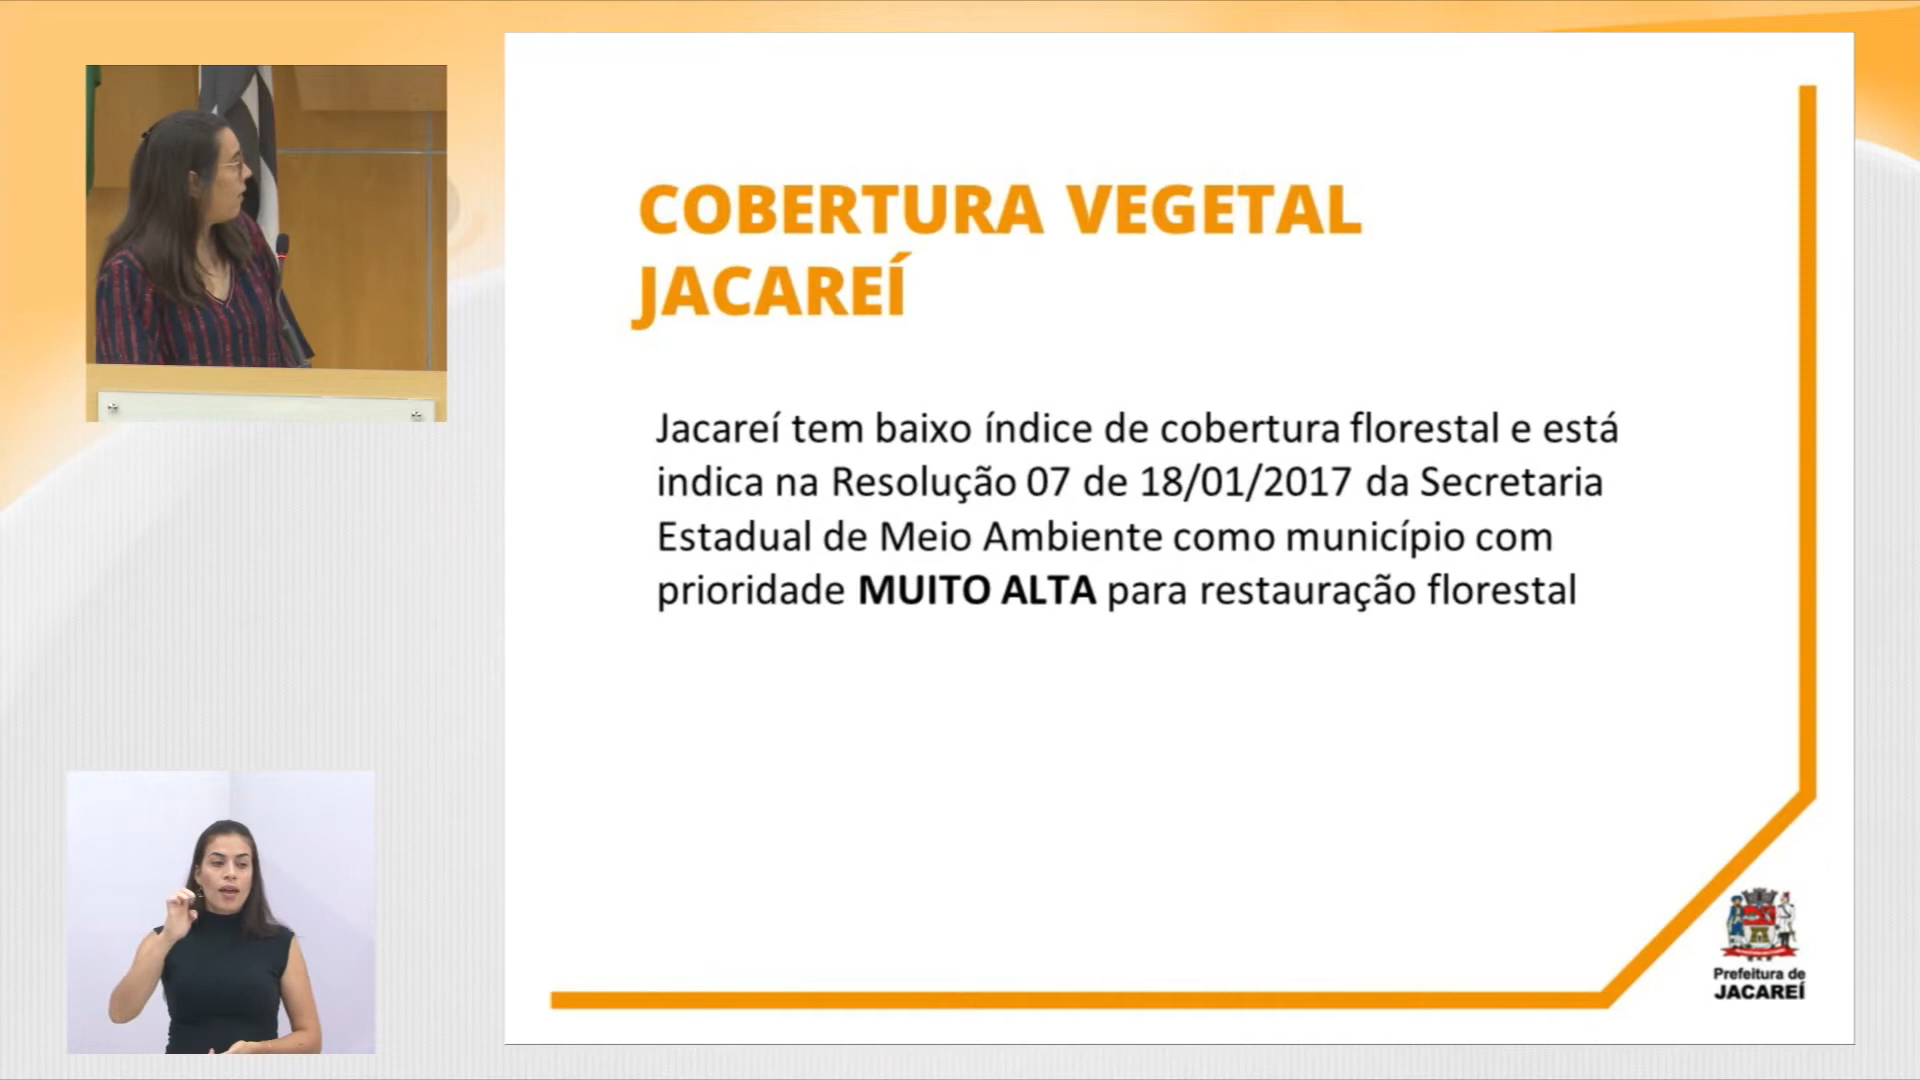 COBERTURA VEGETAL
JACAREÍ
Jacareí tem baixo índice de cobertura florestal e está
indica na Resolução 07 de 18/01/2017 da Secretaria
Estadual de Meio Ambiente como município com
prioridade MUITO ALTA para restauração florestal
Prefeitura de
JACAREÍ